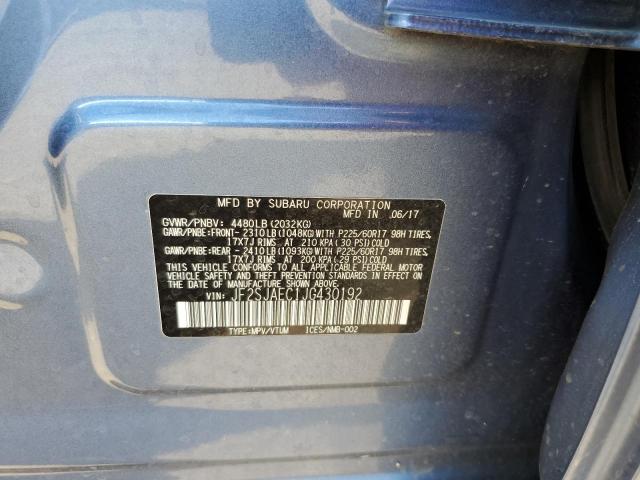 MFD BY SUBARU CORPORATION
MFD IN 06/17
GVWR/PNBV: 4480LB(2032KG)
GAWR/PNBE:FRONT- 2310LB(1048KG)WITH P225/60R17 98H TIRES,
17X7J RIMS AT 210 KPA(30 PSI)COLD
GAWR/PNBE:REAR -2410LB(1093KG)WITH P225/60R17 98H TIRES,
17X7J RIMS AT 200 KPA(29 PSI)COLD
THIS VEHICLE CONFORMS TO ALL APPLICABLE FEDERAL MOTOR
VEHICLE SAFETY, BUMPER, AND THEFT PREVENTION STANDARDS
IN EFFECT ON THE DATE OF MANUFACTURE SHOWN ABOVE.
VIN: JF2SJAEC1JG430192
TYPE:MPV/VTUM ICES/NMB-002